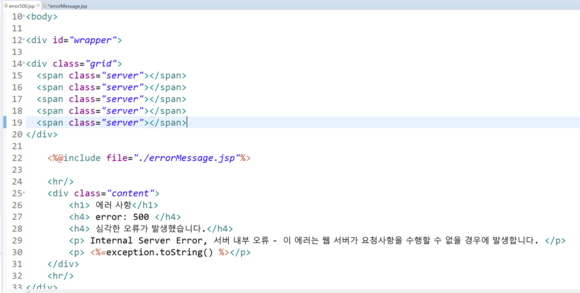 error500.jsp *errorMessage.jsp
10 <body>
11
12 <div id="wrapper">
13
14 <div class="grid">
15 <span class="server"></span>
16 <span class="server"></span>
17 <span class="server"></span>
18 <span class="server"></span>
19 <span class="server"></span>
20 </div>
21
22 <%@include file="./errorMessage.jsp"%>
23
24 <hr/>
25 <div class="content">
26 <h1> 에러 사항</h1>
27 <h4> error: 500 </h4>
28 <h4> 심각한 오류가 발생했습니다.</h4>
29 <p> Internal Server Error, 서버 내부 오류 - 이 에러는 웹 서버가 요청사항을 수행할 수 없을 경우에 발생합니다. </p>
30 <p> <%=exception.toString() %></p>
31 </div>
32 <hr/>
33 </div>